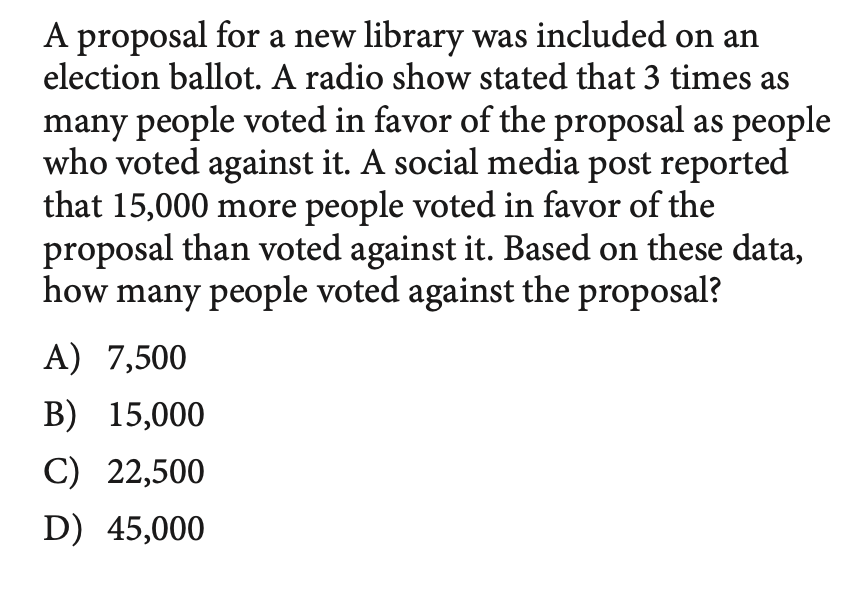 A proposal for a new library was included on an
election ballot. A radio show stated that 3 times as
many people voted in favor of the proposal as people
who voted against it. A social media post reported
that 15,000 more people voted in favor of the
proposal than voted against it. Based on these data,
how many people voted against the proposal?
A) 7,500
B) 15,000
C) 22,500
D) 45,000